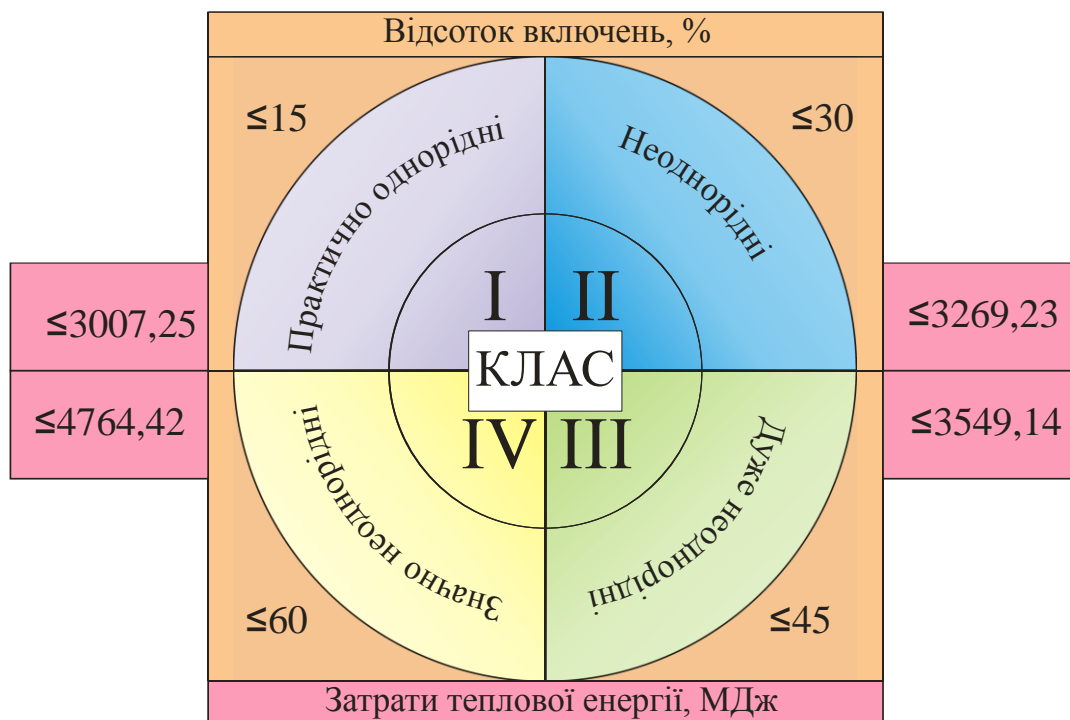 Відсоток включень, %
≤15
≤30
Практично однорідні
Неоднорідні
I
II
≤3007,25
≤3269,23
КЛАС
≤4764,42
≤3549,14
IV
III
Значно неоднорідні
Дуже неоднорідні
≤60
≤45
Затрати теплової енергії, МДж